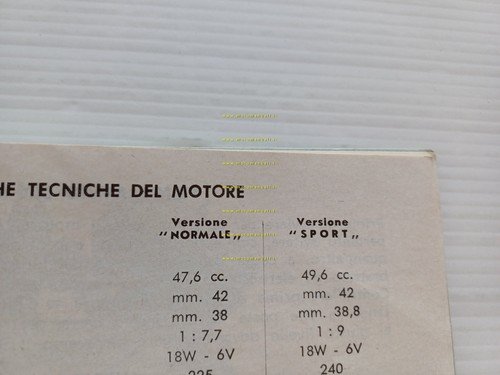 HE TECNICHE DEL MOTORE
Versione Versione
"NORMALE„ "SPORT„
47,6 cc. 49,6 cc.
mm. 42 mm. 42
mm. 38 mm. 38,8
1 : 7,7 1 : 9
18W - 6V 18W - 6V
225 240